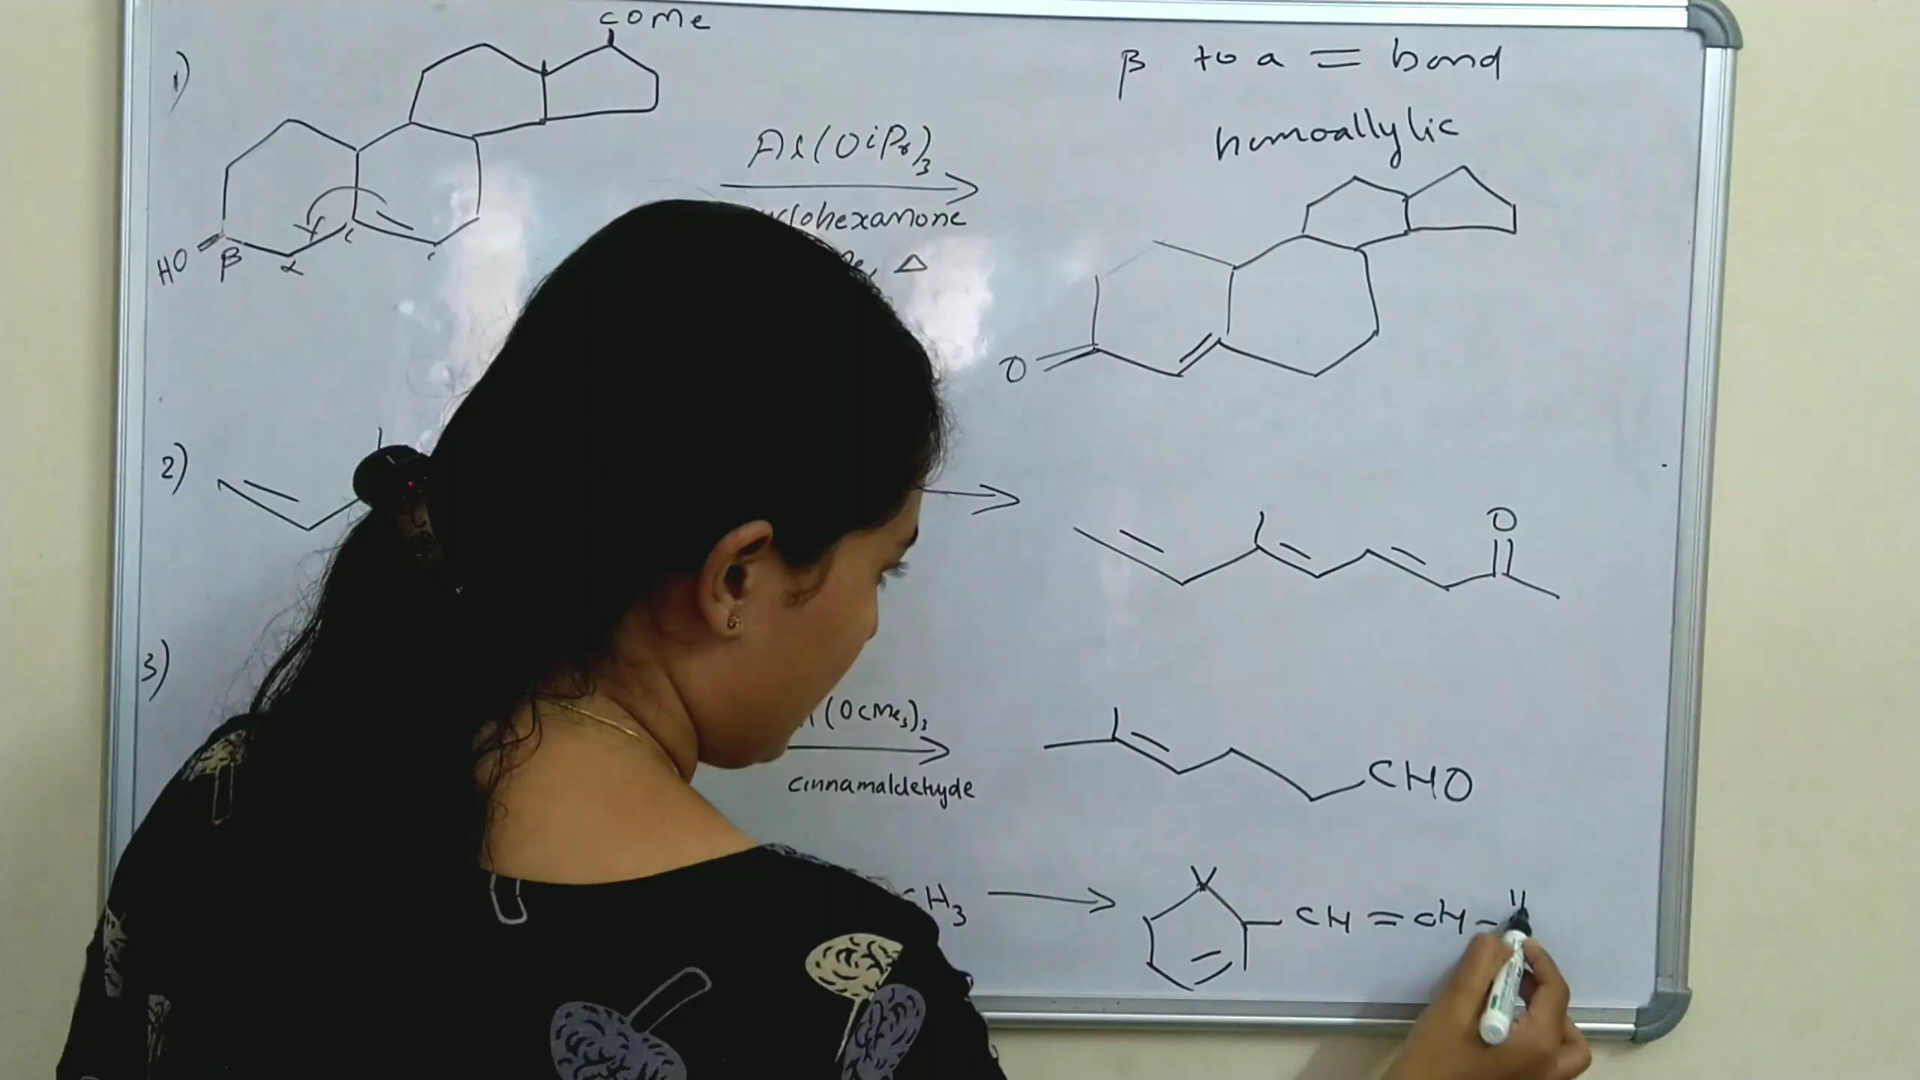 1)
COMe
HO
β
α
Al(OiPr)3
cyclohexanone
Δ
β to a = bond
homoallylic
O
2)
O
3)
(OCMe3)3
cinnamaldehyde
CHO
CH3
CH = CH -